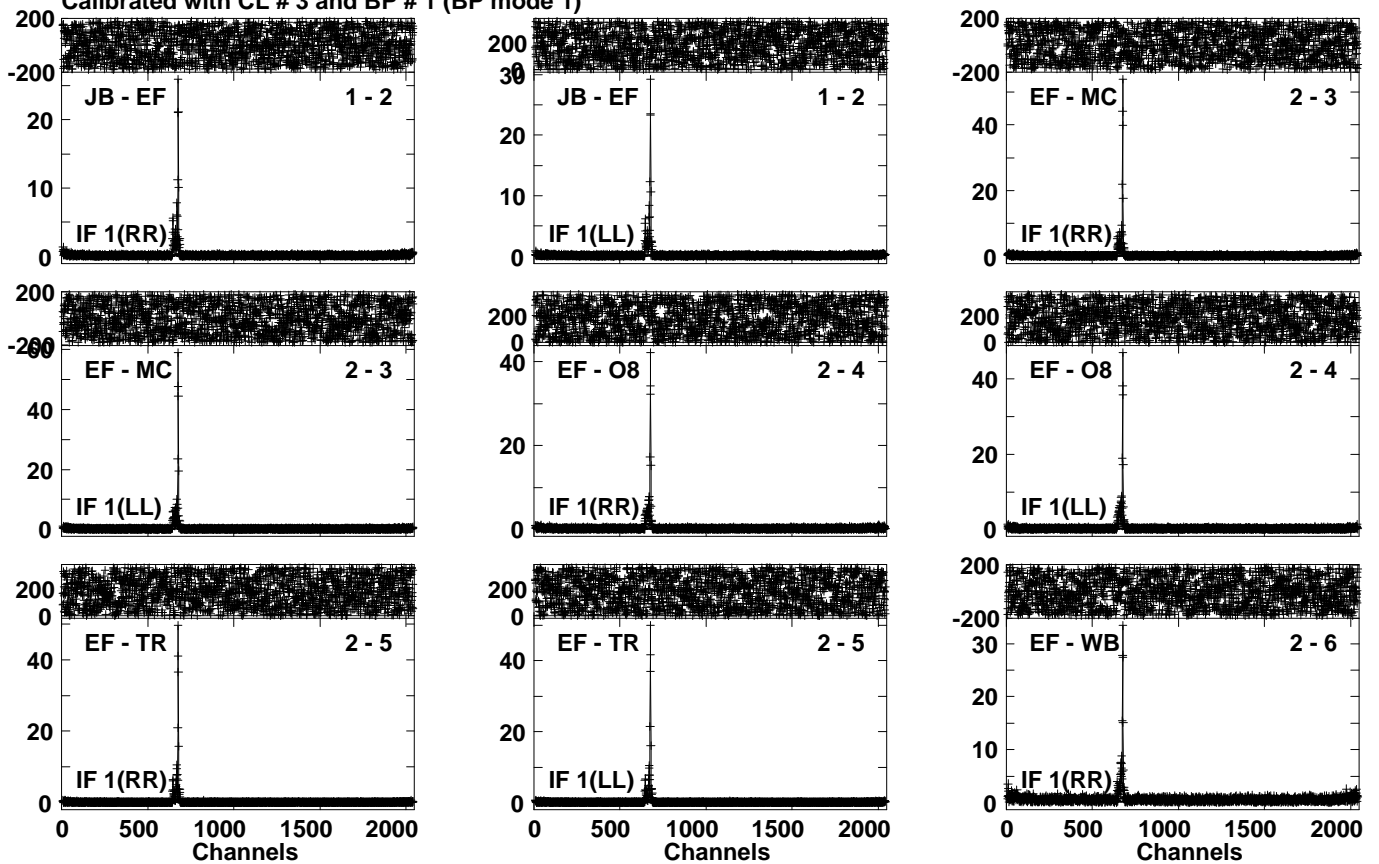 Calibrated with CL # 3 and BP # 1 (BP mode 1)
200
-200
JB - EF 1 - 2
20
10
IF 1(RR)
0
200
0
30
JB - EF 1 - 2
20
10
IF 1(LL)
0
200
-200
EF - MC 2 - 3
40
20
IF 1(RR)
0
200
-200
60
EF - MC 2 - 3
40
20
IF 1(LL)
0
200
0
40
EF - O8 2 - 4
20
IF 1(RR)
0
200
0
40
EF - O8 2 - 4
20
IF 1(LL)
0
200
0
EF - TR 2 - 5
40
20
IF 1(RR)
0
0 500 1000 1500 2000
Channels
200
0
EF - TR 2 - 5
40
20
IF 1(LL)
0
0 500 1000 1500 2000
Channels
200
-200
EF - WB 2 - 6
30
20
10
IF 1(RR)
0
0 500 1000 1500 2000
Channels